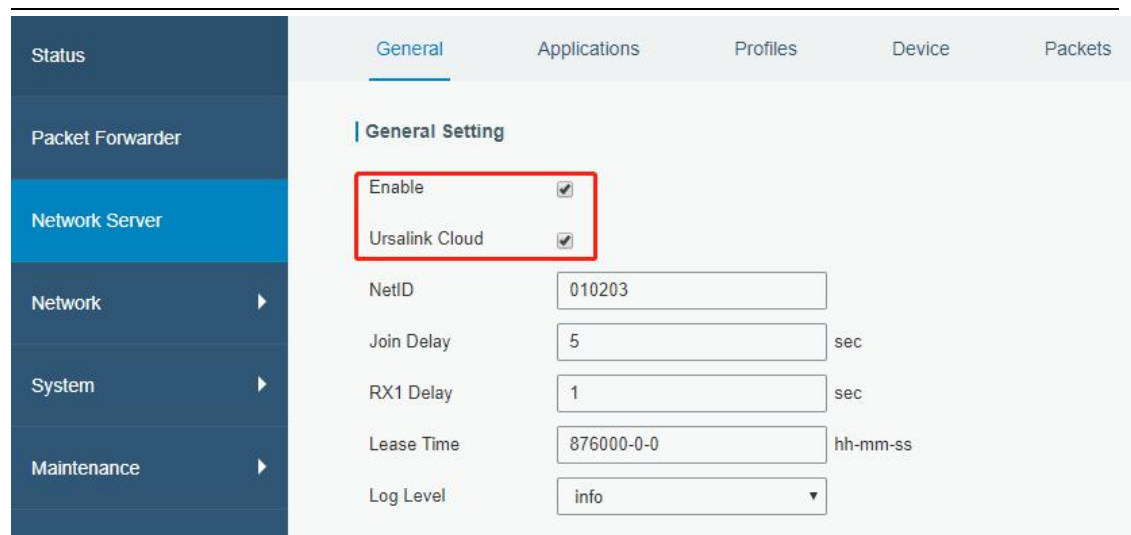 Status
Packet Forwarder
Network Server
Network
System
Maintenance
General Applications Profiles Device Packets
General Setting
Enable
Ursalink Cloud
NetID 010203
Join Delay 5 sec
RX1 Delay 1 sec
Lease Time 876000-0-0 hh-mm-ss
Log Level info